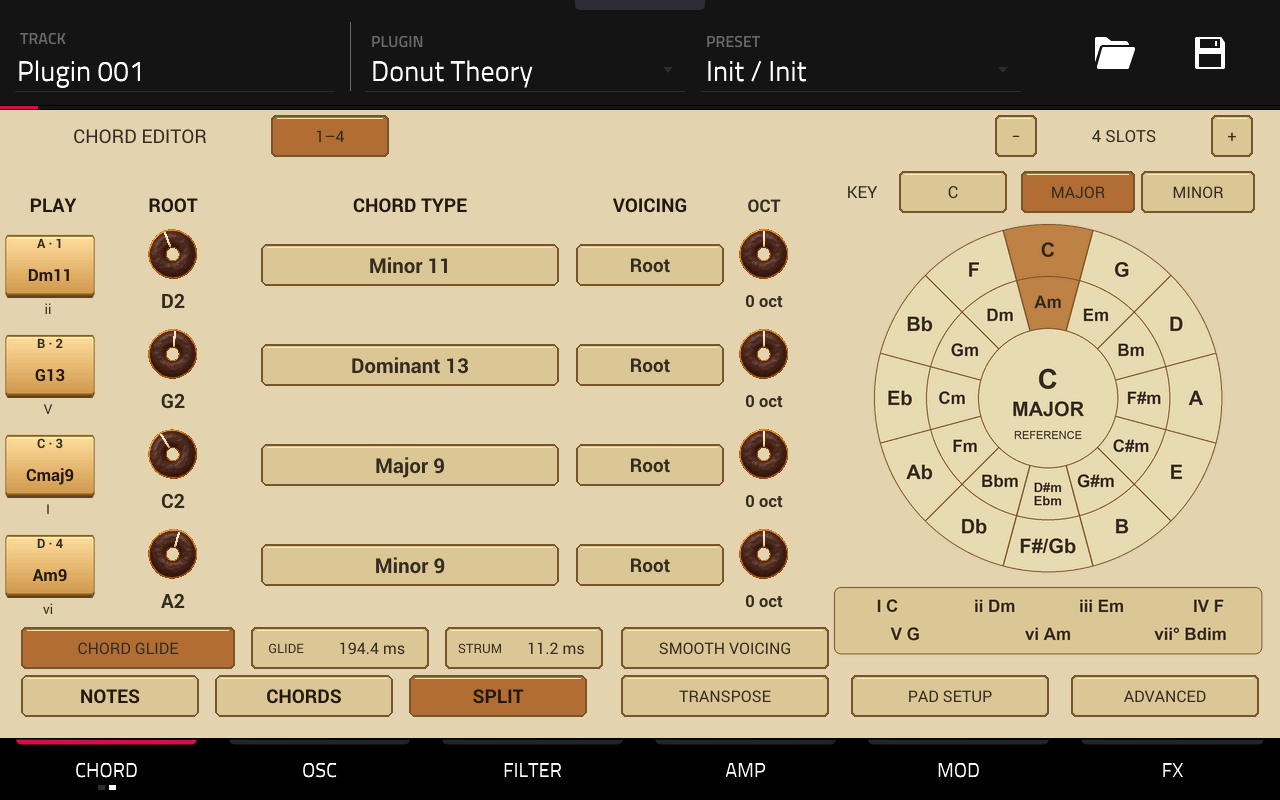 TRACK
Plugin 001
PLUGIN
Donut Theory
PRESET
Init / Init
CHORD EDITOR
1–4
−
4 SLOTS
+
KEY
C
MAJOR
MINOR
PLAY
ROOT
CHORD TYPE
VOICING
OCT
A · 1
Dm11
ii
D2
Minor 11
Root
0 oct
B · 2
G13
V
G2
Dominant 13
Root
0 oct
C · 3
Cmaj9
I
C2
Major 9
Root
0 oct
D · 4
Am9
vi
A2
Minor 9
Root
0 oct
C
G
D
A
E
B
F#/Gb
Db
Ab
Eb
Bb
F
Am
Em
Bm
F#m
C#m
G#m
D#m
Ebm
Bbm
Fm
Cm
Gm
Dm
C
MAJOR
REFERENCE
I C ii Dm iii Em IV F
V G vi Am vii° Bdim
CHORD GLIDE
GLIDE 194.4 ms
STRUM 11.2 ms
SMOOTH VOICING
NOTES
CHORDS
SPLIT
TRANSPOSE
PAD SETUP
ADVANCED
CHORD
OSC
FILTER
AMP
MOD
FX